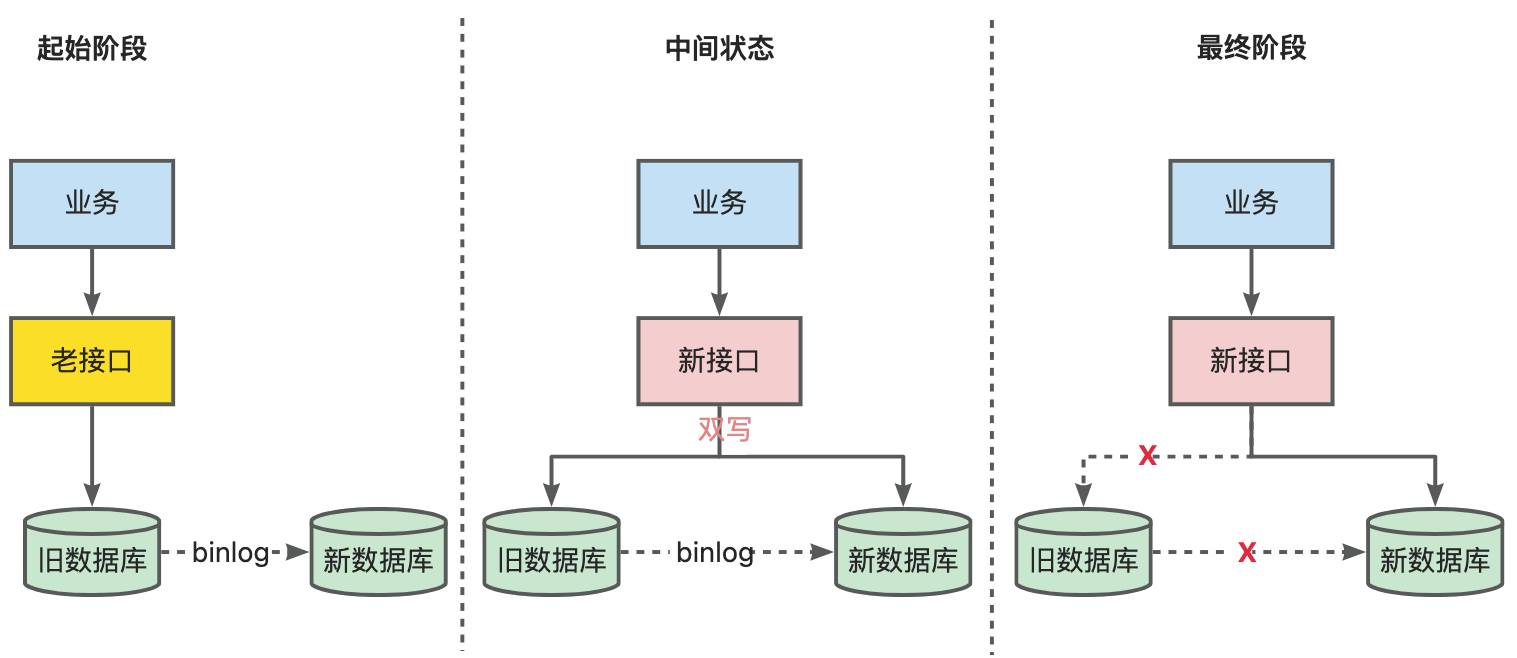 起始阶段
业务
老接口
旧数据库
binlog
新数据库
中间状态
业务
新接口
双写
旧数据库
binlog
新数据库
最终阶段
业务
新接口
X
旧数据库
X
新数据库